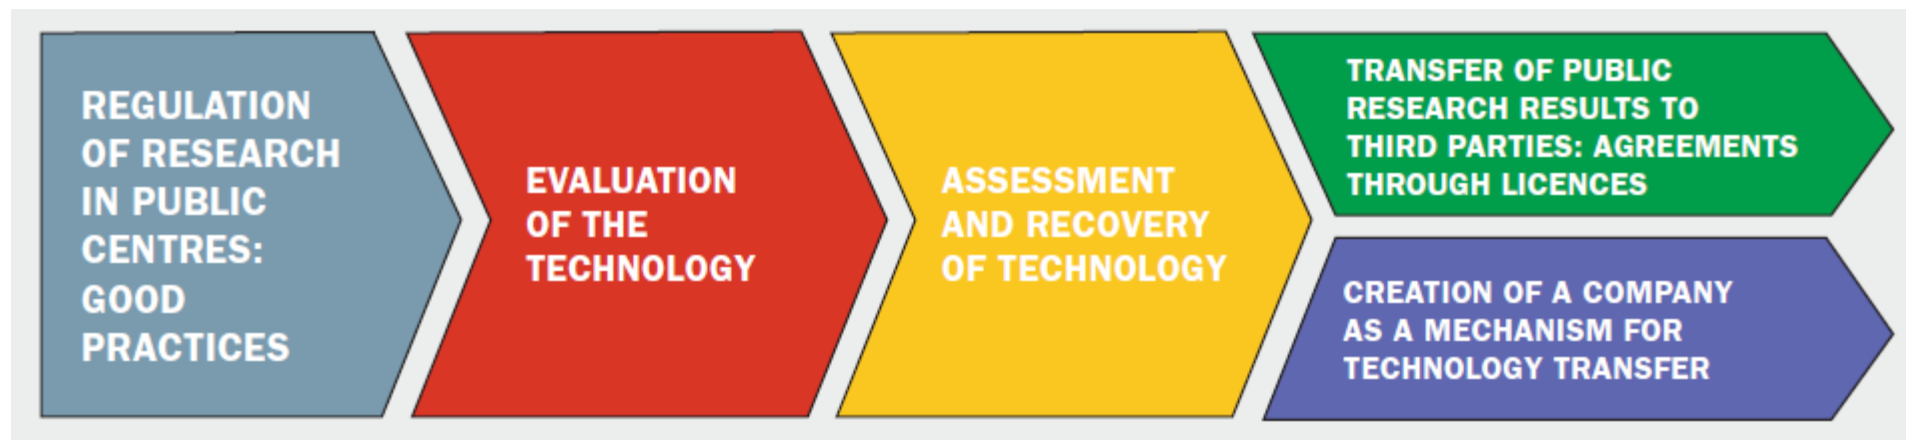 REGULATION
OF RESEARCH
IN PUBLIC
CENTRES:
GOOD
PRACTICES
EVALUATION
OF THE
TECHNOLOGY
ASSESSMENT
AND RECOVERY
OF TECHNOLOGY
TRANSFER OF PUBLIC
RESEARCH RESULTS TO
THIRD PARTIES: AGREEMENTS
THROUGH LICENCES
CREATION OF A COMPANY
AS A MECHANISM FOR
TECHNOLOGY TRANSFER